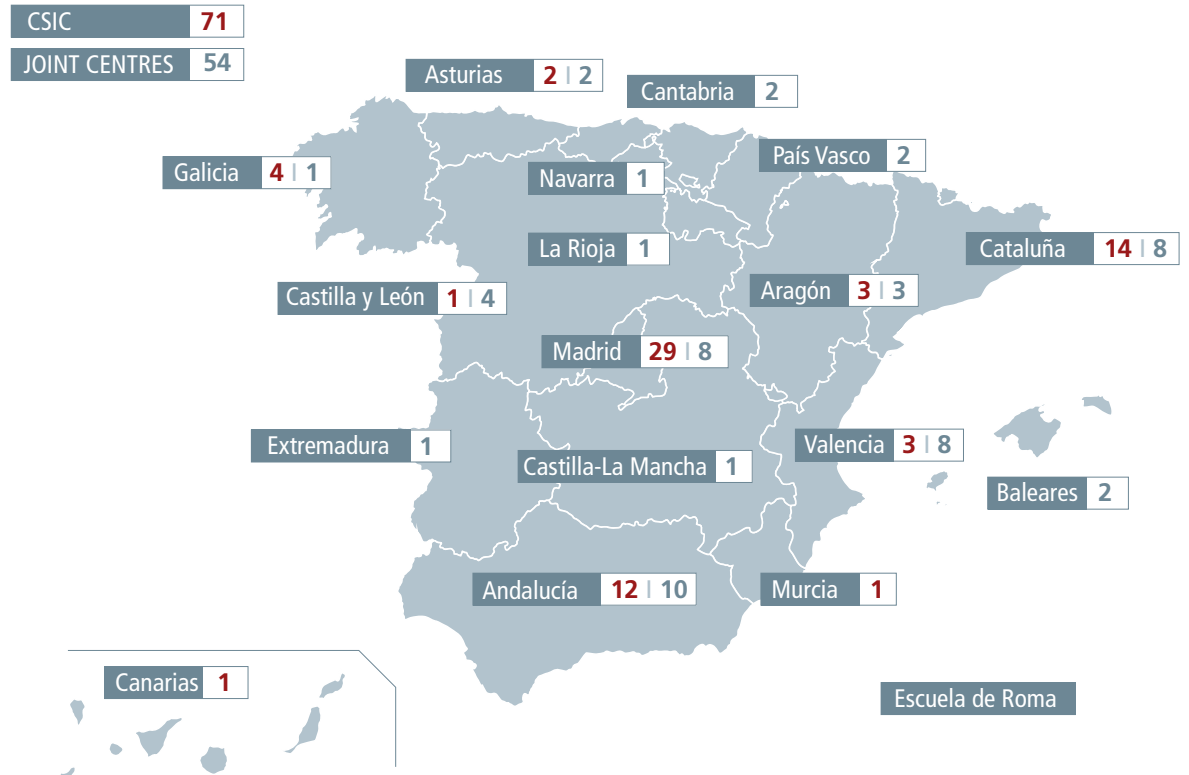 CSIC 71
JOINT CENTRES 54
Asturias 2 | 2
Cantabria 2
País Vasco 2
Galicia 4 | 1
Navarra 1
La Rioja 1
Cataluña 14 | 8
Castilla y León 1 | 4
Aragón 3 | 3
Madrid 29 | 8
Extremadura 1
Valencia 3 | 8
Castilla-La Mancha 1
Baleares 2
Andalucía 12 | 10
Murcia 1
Canarias 1
Escuela de Roma